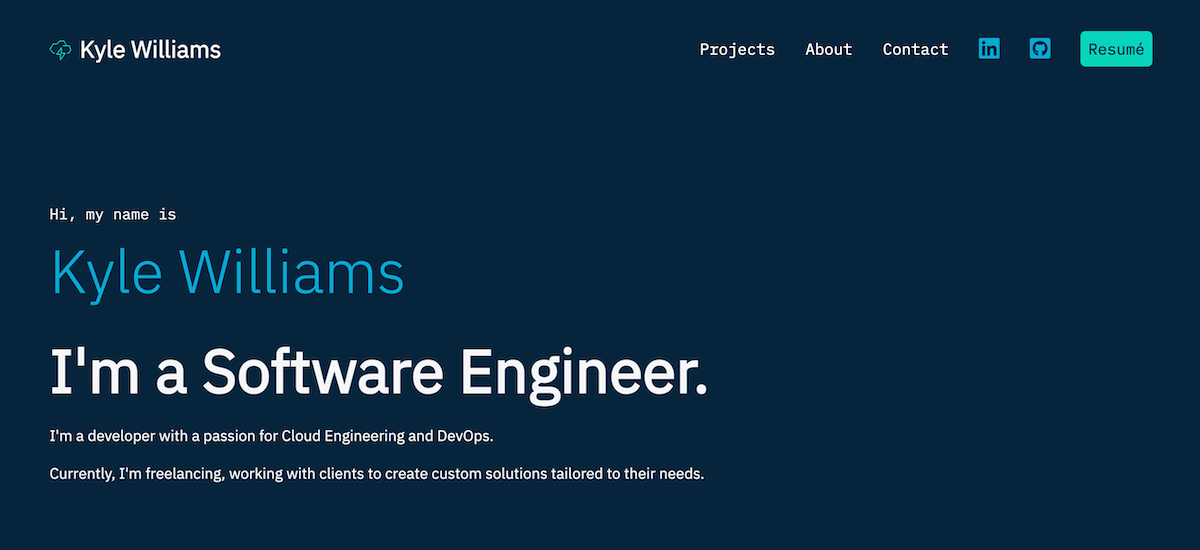 Kyle Williams
Projects About Contact Resumé
Hi, my name is
Kyle Williams
I'm a Software Engineer.
I'm a developer with a passion for Cloud Engineering and DevOps.
Currently, I'm freelancing, working with clients to create custom solutions tailored to their needs.